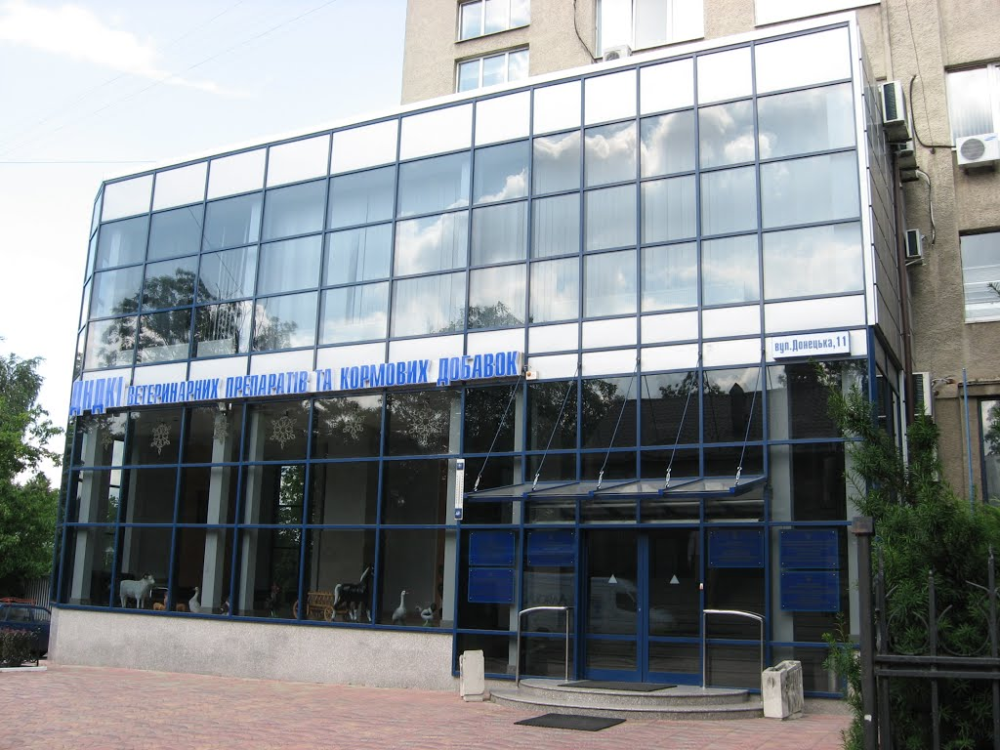 ДНДКІ ВЕТЕРИНАРНИХ ПРЕПАРАТІВ ТА КОРМОВИХ ДОБАВОК
вул. Донецька, 11